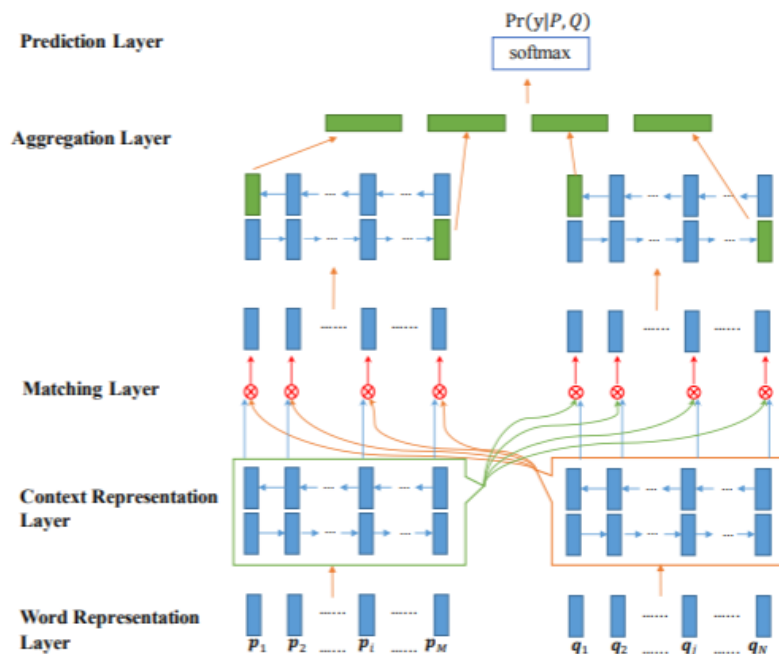 Pr(y|P, Q)
Prediction Layer
softmax
Aggregation Layer
Matching Layer
Context Representation
Layer
Word Representation
Layer
p1 p2 ...... pi ...... pM
q1 q2 ...... qj ...... qN